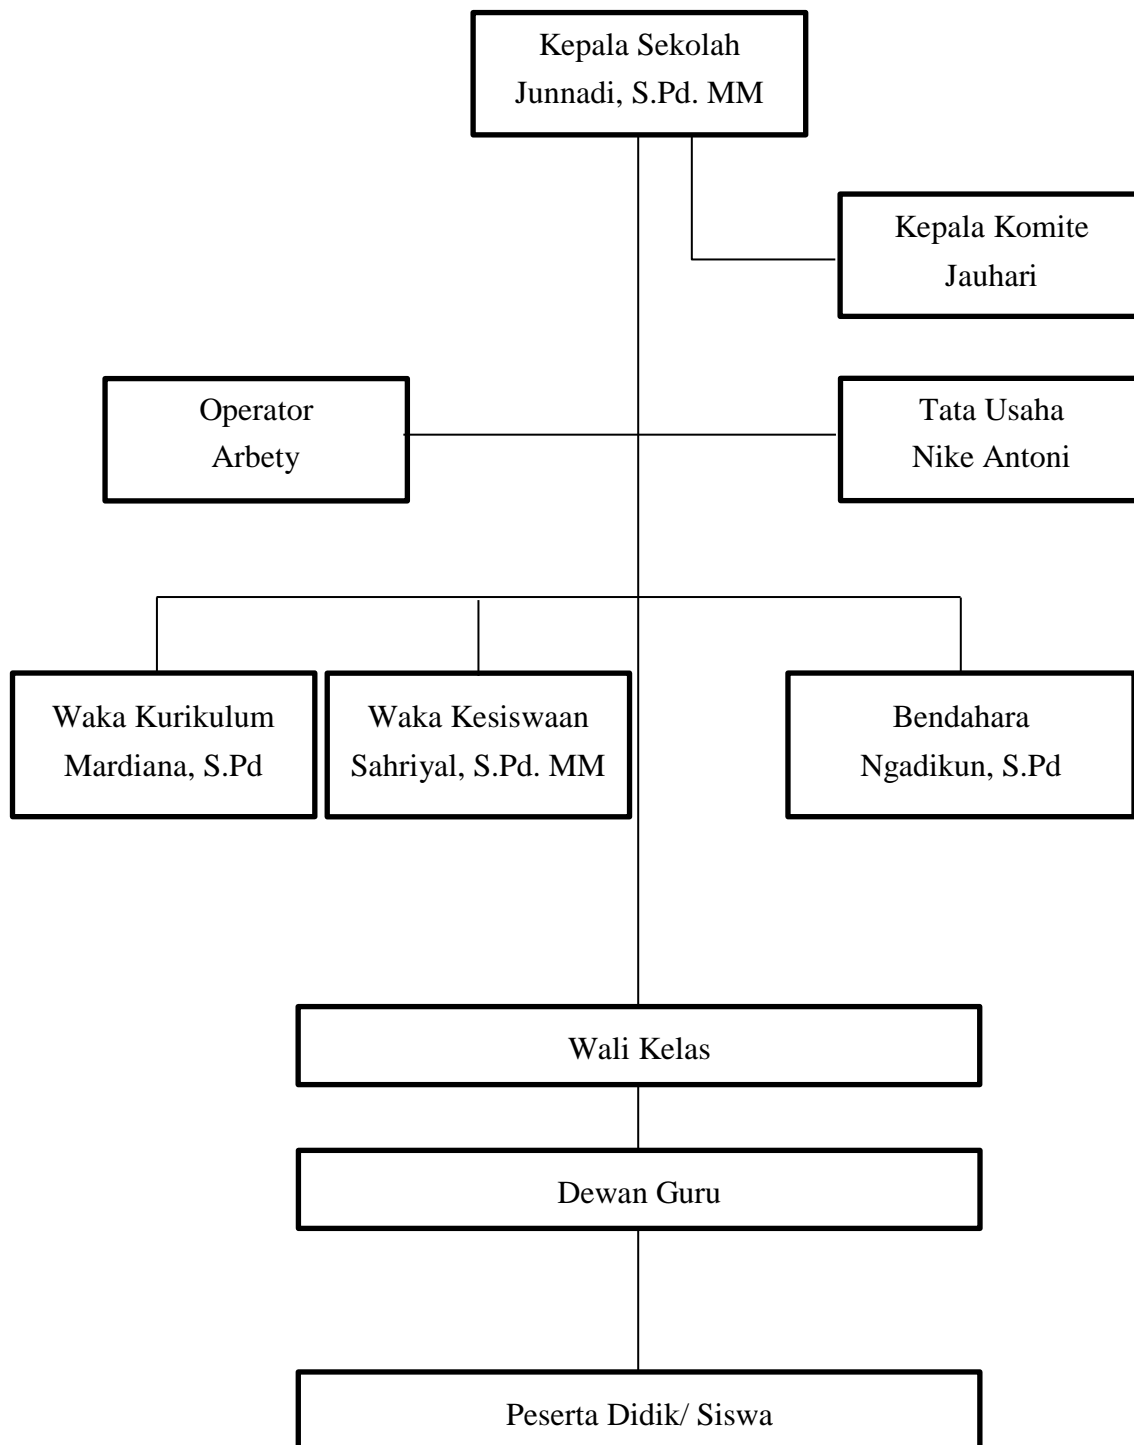 Kepala Sekolah
Junnadi, S.Pd. MM
Kepala Komite
Jauhari
Operator
Arbety
Tata Usaha
Nike Antoni
Waka Kurikulum
Mardiana, S.Pd
Waka Kesiswaan
Sahriyal, S.Pd. MM
Bendahara
Ngadikun, S.Pd
Wali Kelas
Dewan Guru
Peserta Didik/ Siswa